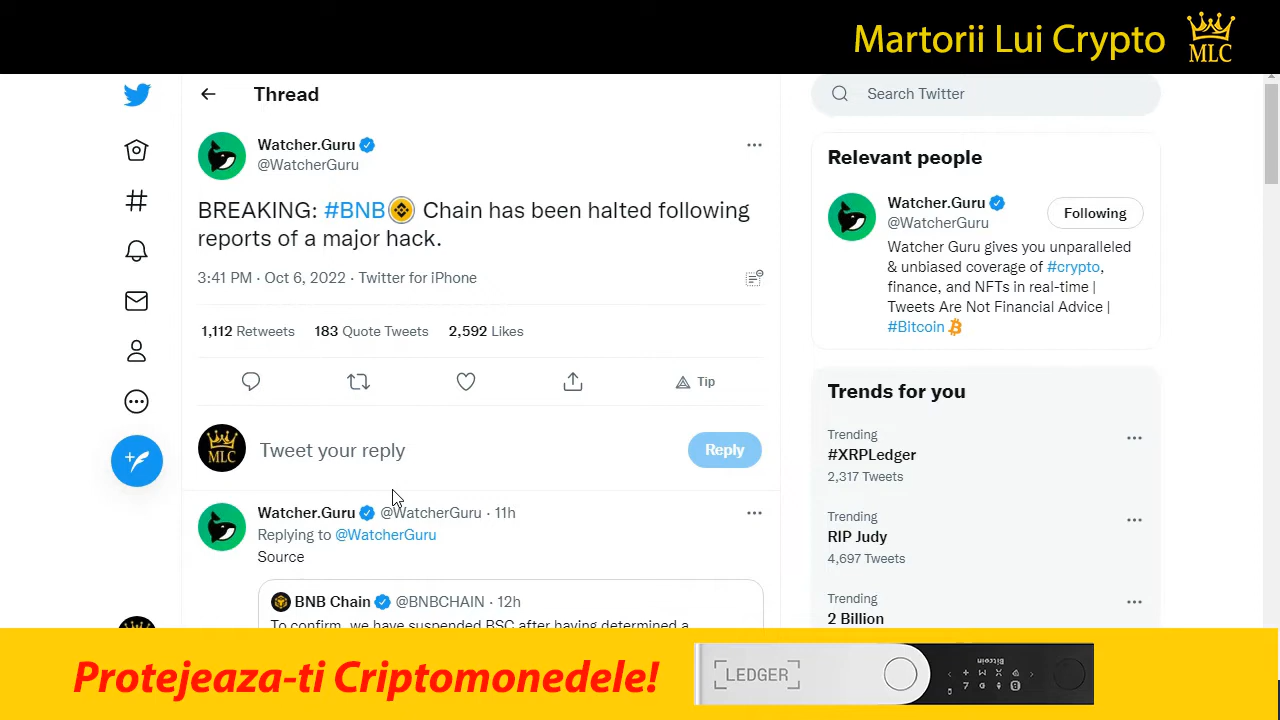 Martorii Lui Crypto
MLC
Thread
Search Twitter
Watcher.Guru
@WatcherGuru
BREAKING: #BNB Chain has been halted following
reports of a major hack.
3:41 PM · Oct 6, 2022 · Twitter for iPhone
1,112 Retweets 183 Quote Tweets 2,592 Likes
Tip
MLC
Tweet your reply
Reply
Watcher.Guru @WatcherGuru · 11h
Replying to @WatcherGuru
Source
BNB Chain @BNBCHAIN · 12h
To confirm, we have suspended BSC after having determined a
Relevant people
Watcher.Guru
@WatcherGuru
Following
Watcher Guru gives you unparalleled
& unbiased coverage of #crypto,
finance, and NFTs in real-time |
Tweets Are Not Financial Advice |
#Bitcoin
Trends for you
Trending
#XRPLedger
2,317 Tweets
Trending
RIP Judy
4,697 Tweets
Trending
2 Billion
Protejeaza-ti Criptomonedele!
LEDGER
Bitcoin